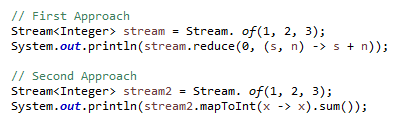 // First Approach
Stream<Integer> stream = Stream. of(1, 2, 3);
System.out.println(stream.reduce(0, (s, n) -> s + n));
// Second Approach
Stream<Integer> stream2 = Stream. of(1, 2, 3);
System.out.println(stream2.mapToInt(x -> x).sum());